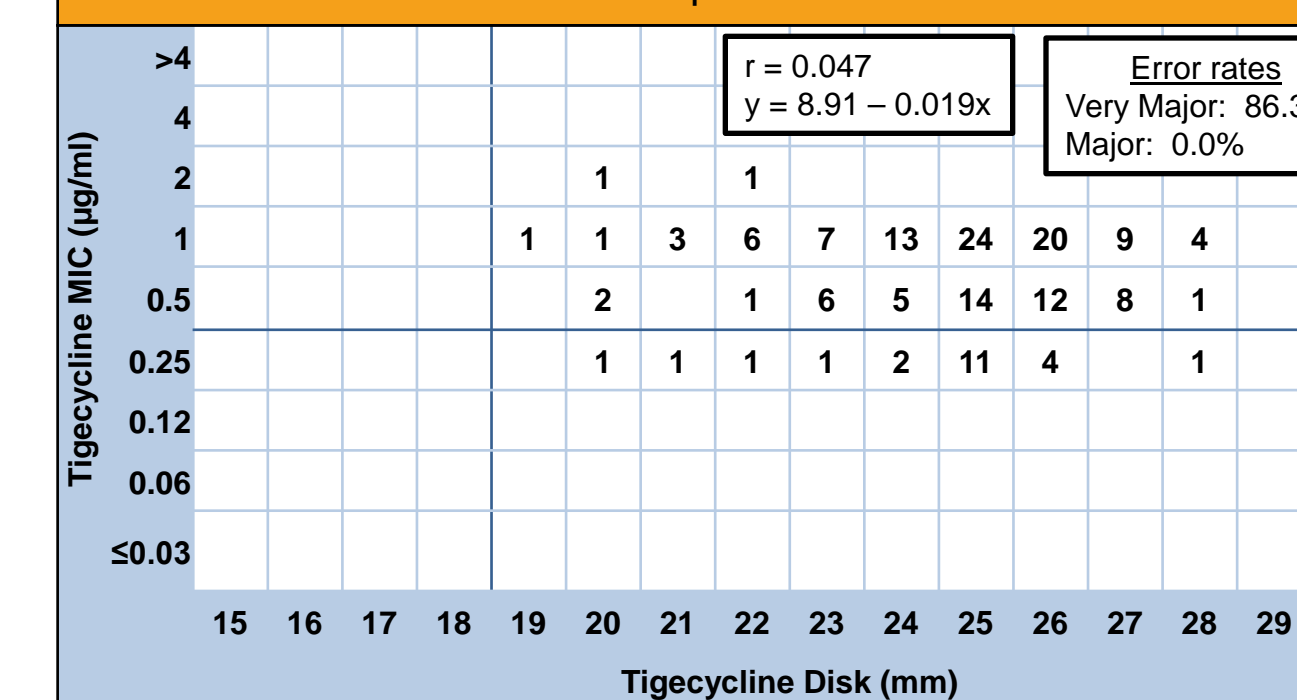 r = 0.047
y = 8.91 – 0.019x
Error rates
Very Major: 86.3
Major: 0.0%
Tigecycline MIC (µg/ml)
>4
4
2 1 1
1 1 1 3 6 7 13 24 20 9 4
0.5 2 1 6 5 14 12 8 1
0.25 1 1 1 1 2 11 4 1
0.12
0.06
≤0.03
15 16 17 18 19 20 21 22 23 24 25 26 27 28 29
Tigecycline Disk (mm)